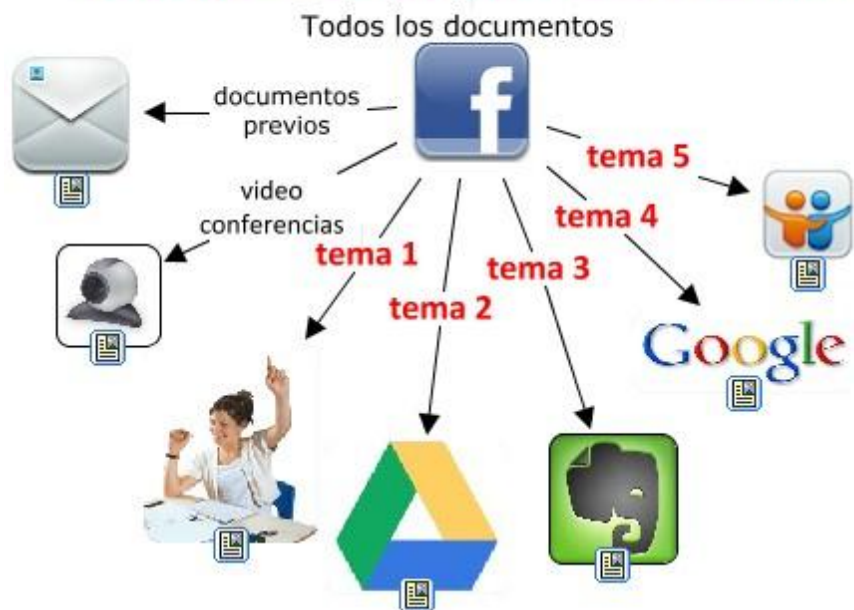 Todos los documentos
f
documentos
previos
video
conferencias
tema 1
tema 2
tema 3
tema 4
tema 5
Google